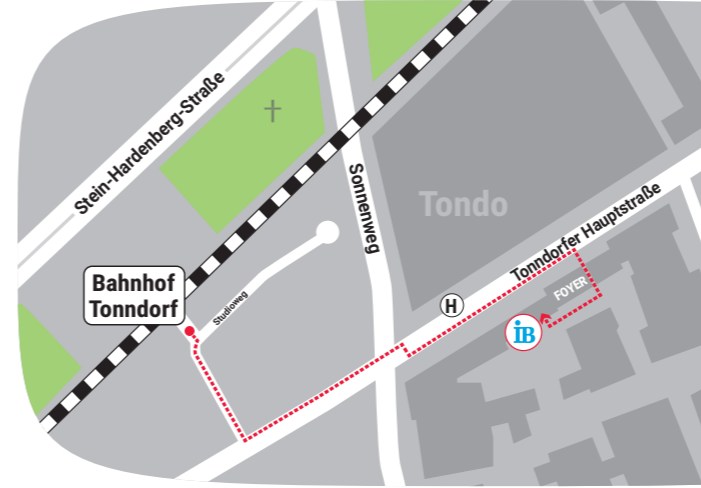 Stein-Hardenberg-Straße
Sonnenweg
Tondo
Tonndorfer Hauptstraße
Bahnhof
Tonndorf
Studioweg
H
FOYER
iB